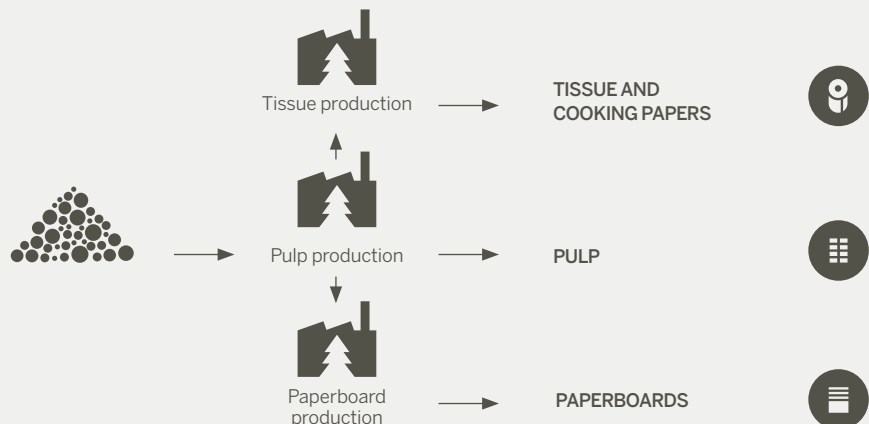 Tissue production
TISSUE AND
COOKING PAPERS
Pulp production
PULP
Paperboard
production
PAPERBOARDS